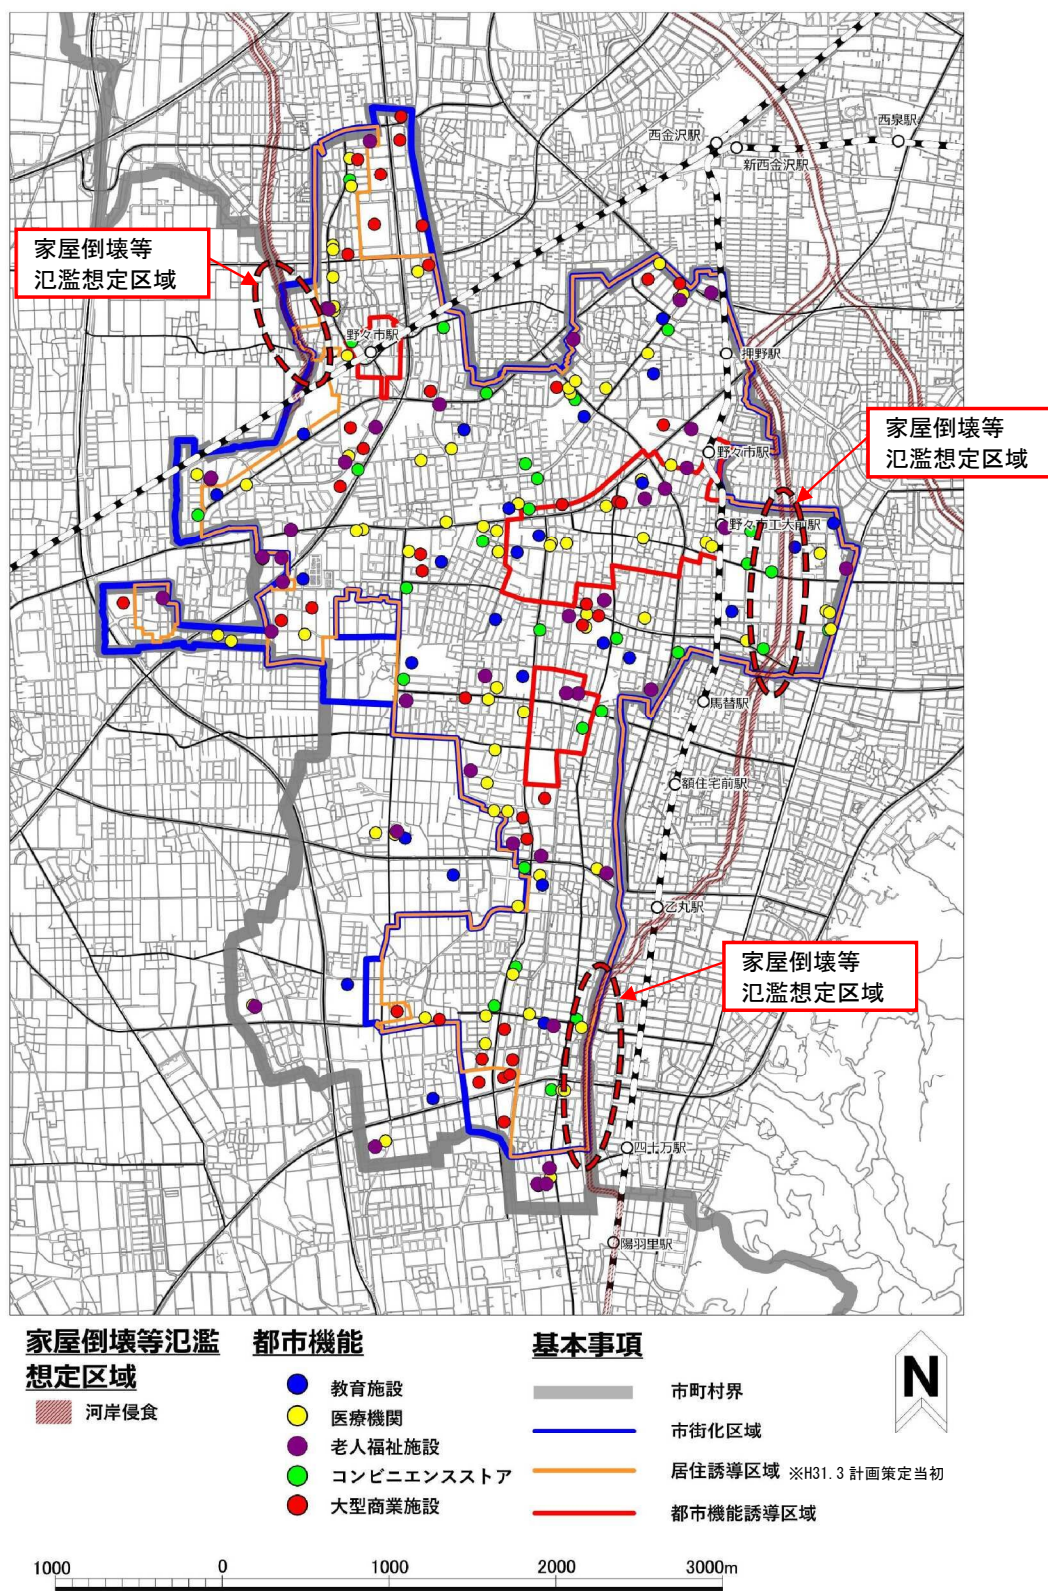 西金沢駅
西泉駅
新西金沢駅
家屋倒壊等
氾濫想定区域
野々市駅
押野駅
家屋倒壊等
氾濫想定区域
野々市駅
野々市工大前駅
馬替駅
額住宅前駅
乙丸駅
家屋倒壊等
氾濫想定区域
四十万駅
陽羽里駅
家屋倒壊等氾濫
想定区域
河岸侵食
都市機能
教育施設
医療機関
老人福祉施設
コンビニエンスストア
大型商業施設
基本事項
市町村界
市街化区域
居住誘導区域 ※H31.3 計画策定当初
都市機能誘導区域
N
1000 0 1000 2000 3000m